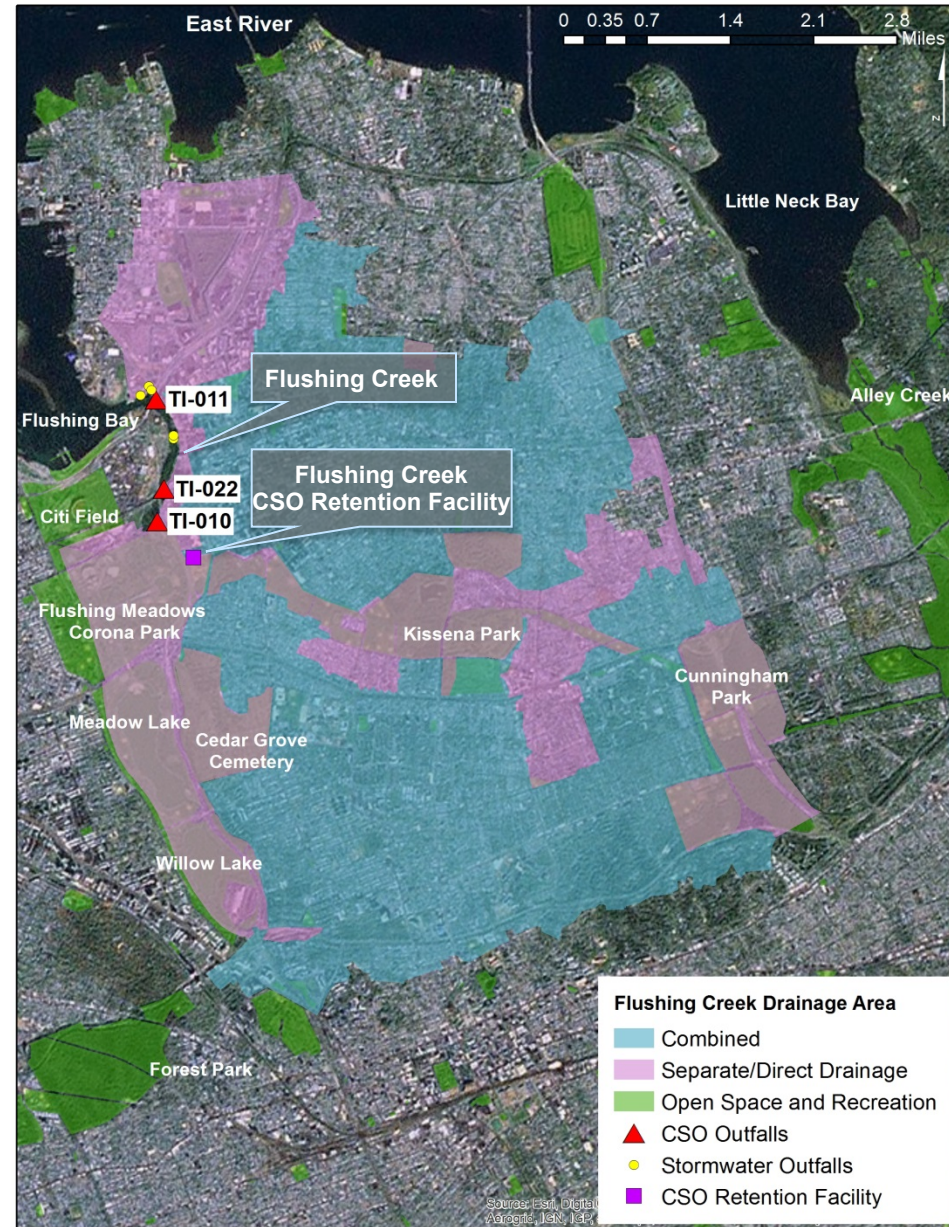 East River
0 0.35 0.7 1.4 2.1 2.8
Miles
z
Little Neck Bay
Flushing Creek
TI-011
Alley Creek
Flushing Bay
Flushing Creek
CSO Retention Facility
TI-022
Citi Field
TI-010
Flushing Meadows
Corona Park
Kissena Park
Cunningham
Park
Meadow Lake
Cedar Grove
Cemetery
Willow Lake
Forest Park
Flushing Creek Drainage Area
Combined
Separate/Direct Drainage
Open Space and Recreation
CSO Outfalls
Stormwater Outfalls
CSO Retention Facility
Source: Esri,
Aerogrid, IGN, IGP,